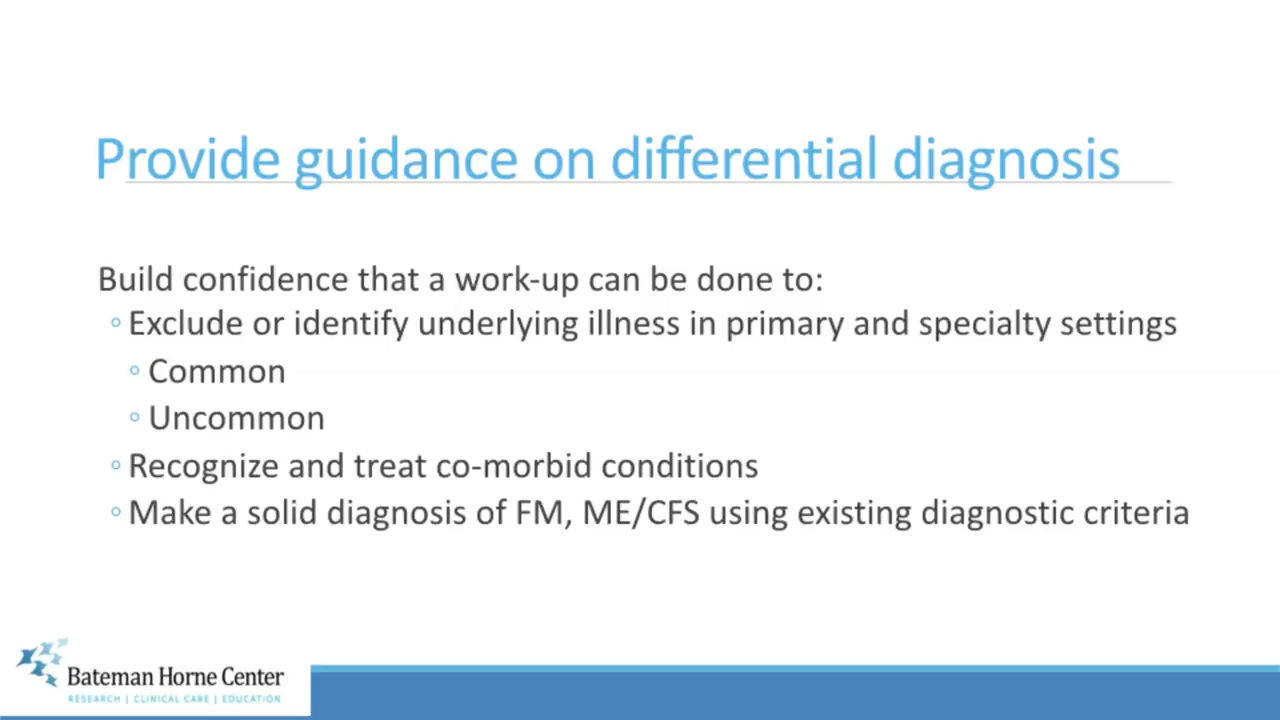 Provide guidance on differential diagnosis
Build confidence that a work-up can be done to:
◦ Exclude or identify underlying illness in primary and specialty settings
◦ Common
◦ Uncommon
◦ Recognize and treat co-morbid conditions
◦ Make a solid diagnosis of FM, ME/CFS using existing diagnostic criteria
Bateman Horne Center
RESEARCH | CLINICAL CARE | EDUCATION